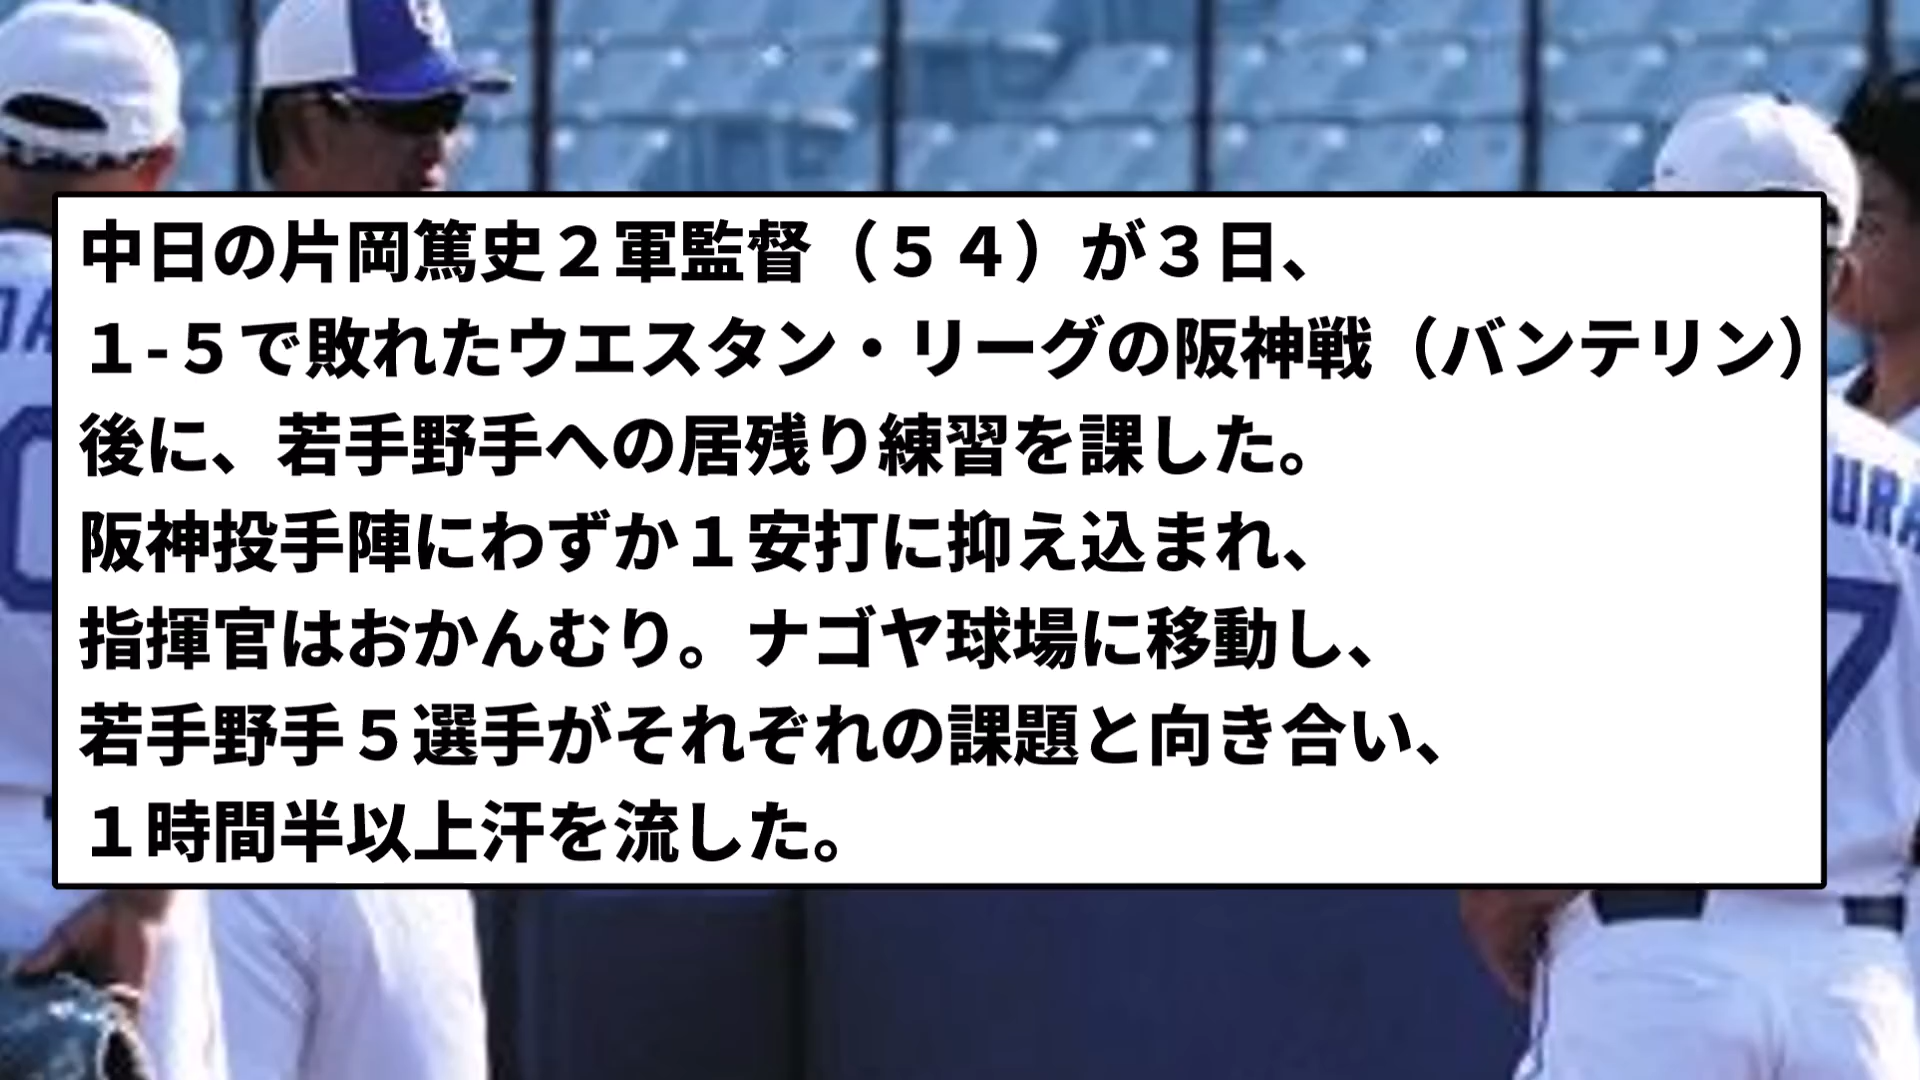 中日の片岡篤史２軍監督（５４）が３日、
１-５で敗れたウエスタン・リーグの阪神戦（バンテリン）
後に、若手野手への居残り練習を課した。
阪神投手陣にわずか１安打に抑え込まれ、
指揮官はおかんむり。ナゴヤ球場に移動し、
若手野手５選手がそれぞれの課題と向き合い、
１時間半以上汗を流した。
URA
7